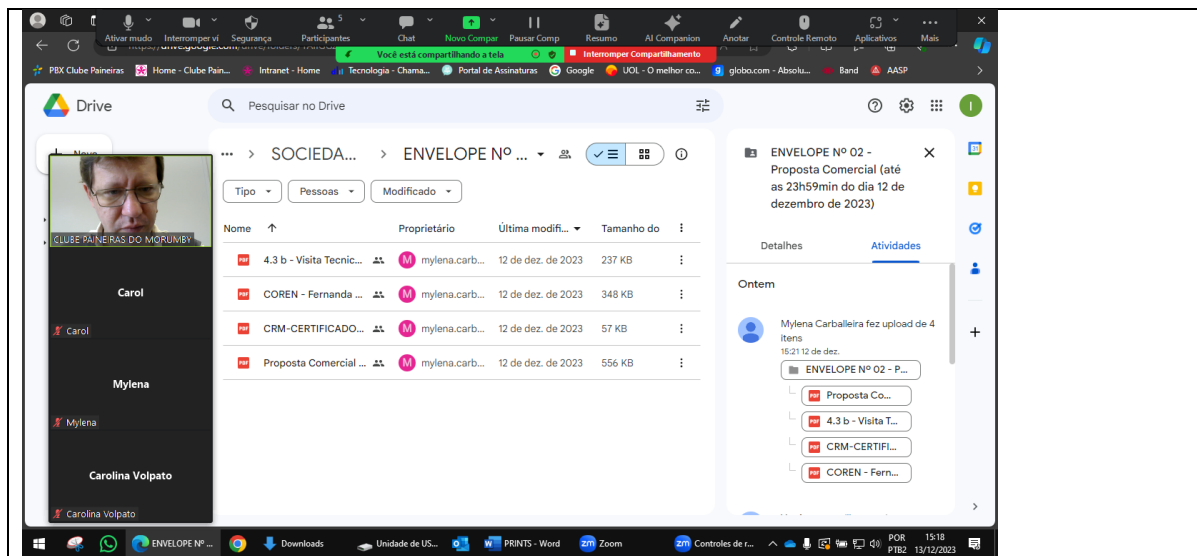 5
Ativar mudo Interromper ví Segurança Participantes Chat Novo Compar Pausar Comp Resumo AI Companion Anotar Controle Remoto Aplicativos Mais
Você está compartilhando a tela Interromper Compartilhamento
PBX Clube Paineiras Home - Clube Pain... Intranet - Home Tecnologia - Chama... Portal de Assinaturas Google UOL - O melhor co... globo.com - Absolu... Band AASP
Drive
Pesquisar no Drive
I
31
Novo
... > SOCIEDA... > ENVELOPE Nº ...
Tipo Pessoas Modificado
Nome Proprietário Última modifi... Tamanho do
4.3 b - Visita Tecnic... M mylena.carb... 12 de dez. de 2023 237 KB
COREN - Fernanda ... M mylena.carb... 12 de dez. de 2023 348 KB
CRM-CERTIFICADO... M mylena.carb... 12 de dez. de 2023 57 KB
Proposta Comercial ... M mylena.carb... 12 de dez. de 2023 556 KB
CLUBE PAINEIRAS DO MORUMBY
Carol
Carol
Mylena
Mylena
Carolina Volpato
Carolina Volpato
ENVELOPE Nº 02 -
Proposta Comercial (até
as 23h59min do dia 12 de
dezembro de 2023)
Detalhes Atividades
Ontem
Mylena Carballeira fez upload de 4
itens
15:21 12 de dez.
ENVELOPE Nº 02 - P...
Proposta Co...
4.3 b - Visita T...
CRM-CERTIFI...
COREN - Fern...
ENVELOPE Nº ... Downloads Unidade de US... PRINTS - Word Zoom Controles de r... POR 15:18
PTB2 13/12/2023